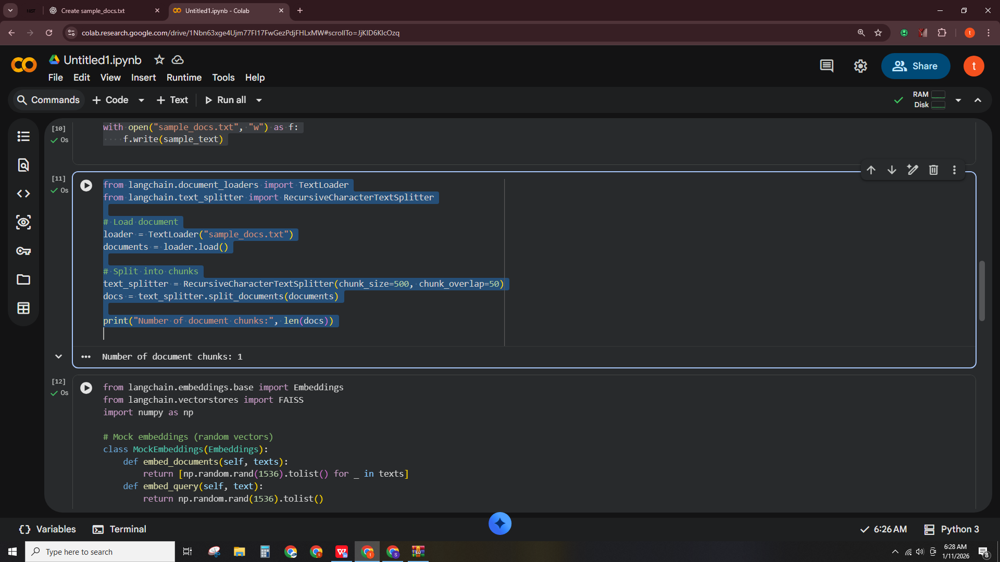 NIST
Create sample_docs.txt
Untitled1.ipynb - Colab
colab.research.google.com/drive/1Nbn63xge4Ujm77FI17FwGezPdjFHLxMW#scrollTo=JjKID6KIcOzq
t
Untitled1.ipynb
File Edit View Insert Runtime Tools Help
Share
t
Commands + Code + Text Run all
RAM
Disk
[10]
0s
with open("sample_docs.txt", "w") as f:
    f.write(sample_text)
[11]
0s
from langchain.document_loaders import TextLoader
from langchain.text_splitter import RecursiveCharacterTextSplitter
# Load document
loader = TextLoader("sample_docs.txt")
documents = loader.load()
# Split into chunks
text_splitter = RecursiveCharacterTextSplitter(chunk_size=500, chunk_overlap=50)
docs = text_splitter.split_documents(documents)
print("Number of document chunks:", len(docs))
Number of document chunks: 1
[12]
0s
from langchain.embeddings.base import Embeddings
from langchain.vectorstores import FAISS
import numpy as np
# Mock embeddings (random vectors)
class MockEmbeddings(Embeddings):
    def embed_documents(self, texts):
        return [np.random.rand(1536).tolist() for _ in texts]
    def embed_query(self, text):
        return np.random.rand(1536).tolist()
Variables
Terminal
6:26 AM
Python 3
Type here to search
6:28 AM
1/11/2026
8